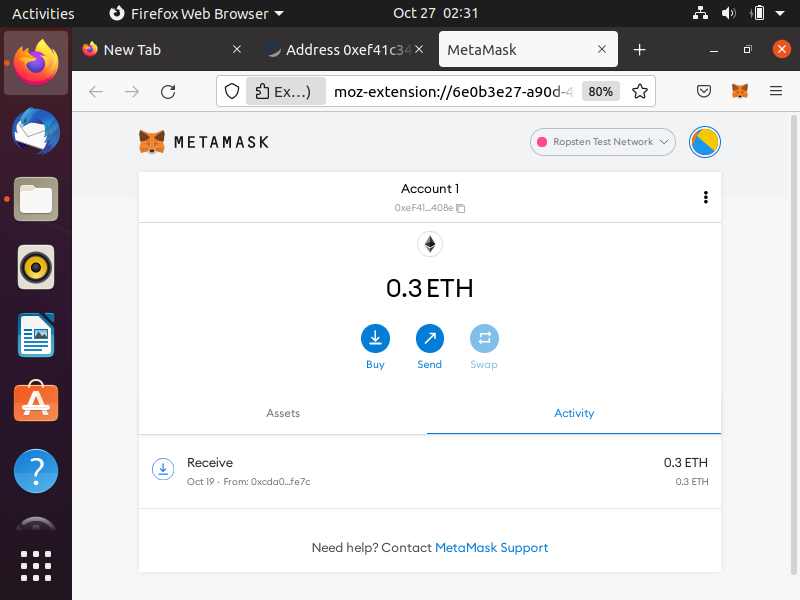 Activities
Firefox Web Browser
Oct 27 02:31
New Tab
Address 0xef41c34
MetaMask
Ex...)
moz-extension://6e0b3e27-a90d-4
80%
METAMASK
Ropsten Test Network
Account 1
0xeF41...408e
0.3 ETH
Buy
Send
Swap
Assets
Activity
Receive
0.3 ETH
Oct 19 · From: 0xcda0...fe7c
0.3 ETH
Need help? Contact MetaMask Support